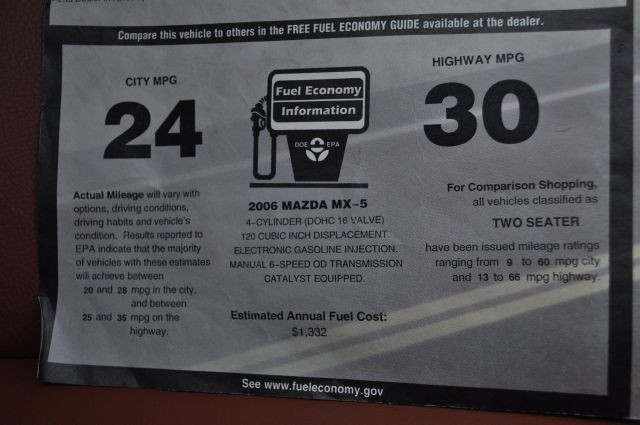 Compare this vehicle to others in the FREE FUEL ECONOMY GUIDE available at the dealer.
CITY MPG
24
Fuel Economy
Information
DOE EPA
HIGHWAY MPG
30
Actual Mileage will vary with
options, driving conditions,
driving habits and vehicle's
condition. Results reported to
EPA indicate that the majority
of vehicles with these estimates
will achieve between
20 and 28 mpg in the city,
and between
25 and 35 mpg on the
highway.
2006 MAZDA MX-5
4-CYLINDER (DOHC 16 VALVE)
120 CUBIC INCH DISPLACEMENT.
ELECTRONIC GASOLINE INJECTION.
MANUAL 6-SPEED OD TRANSMISSION
CATALYST EQUIPPED.
Estimated Annual Fuel Cost:
$1,332
For Comparison Shopping,
all vehicles classified as
TWO SEATER
have been issued mileage ratings
ranging from 9 to 60 mpg city
and 13 to 66 mpg highway.
See www.fueleconomy.gov